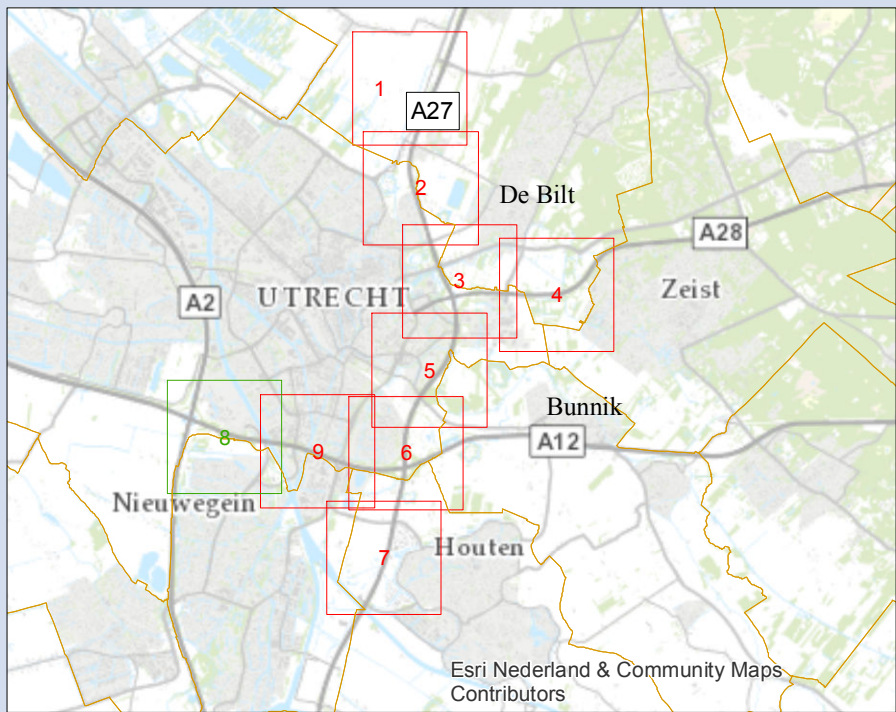 1
A27
2
De Bilt
A28
3
4
Zeist
UTRECHT
A2
5
Bunnik
8
9
6
A12
Nieuwegein
7
Houten
Esri Nederland & Community Maps
Contributors